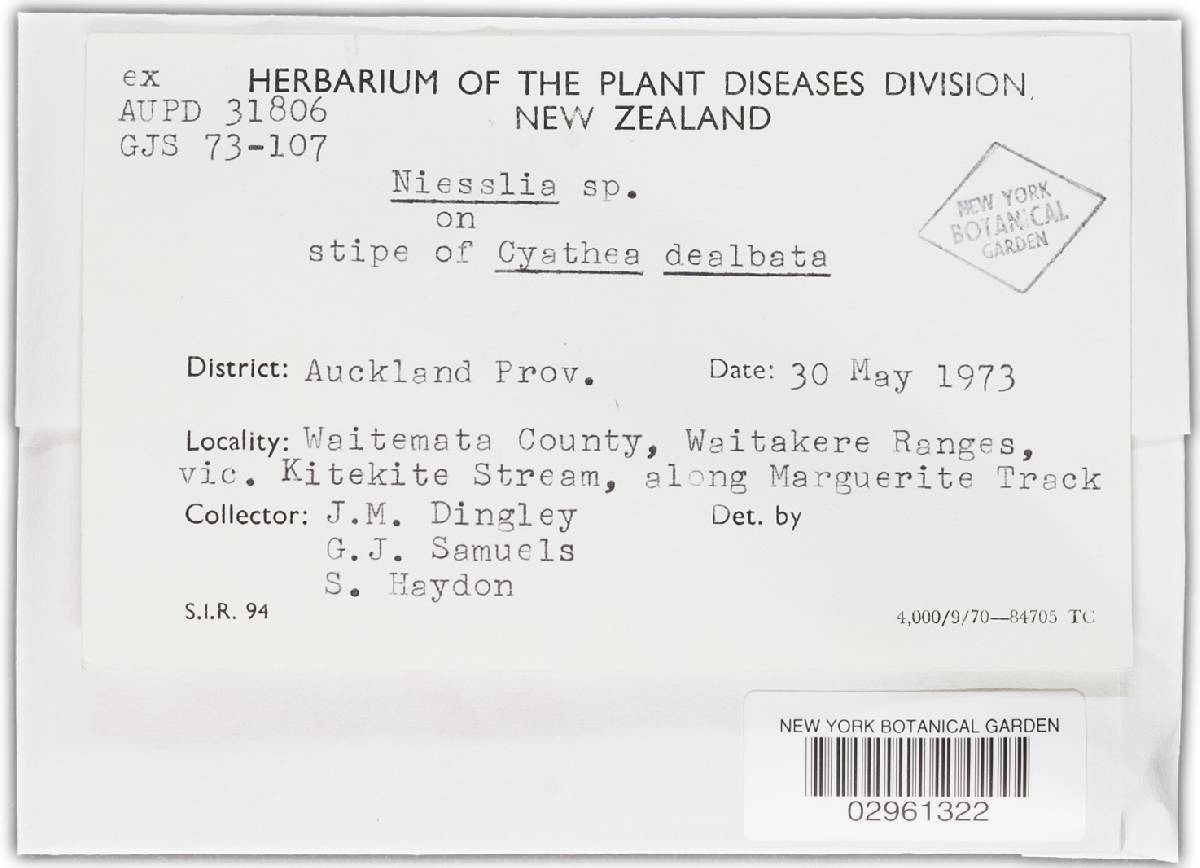 ex HERBARIUM OF THE PLANT DISEASES DIVISION,
AUPD 31806 NEW ZEALAND
GJS 73-107
Niesslia sp.
on
stipe of Cyathea dealbata
NEW YORK
BOTANICAL
GARDEN
District: Auckland Prov. Date: 30 May 1973
Locality: Waitemata County, Waitakere Ranges,
vic. Kitekite Stream, along Marguerite Track
Collector: J.M. Dingley Det. by
G.J. Samuels
S. Haydon
S.I.R. 94 4,000/9/70—84705 TC
NEW YORK BOTANICAL GARDEN
02961322